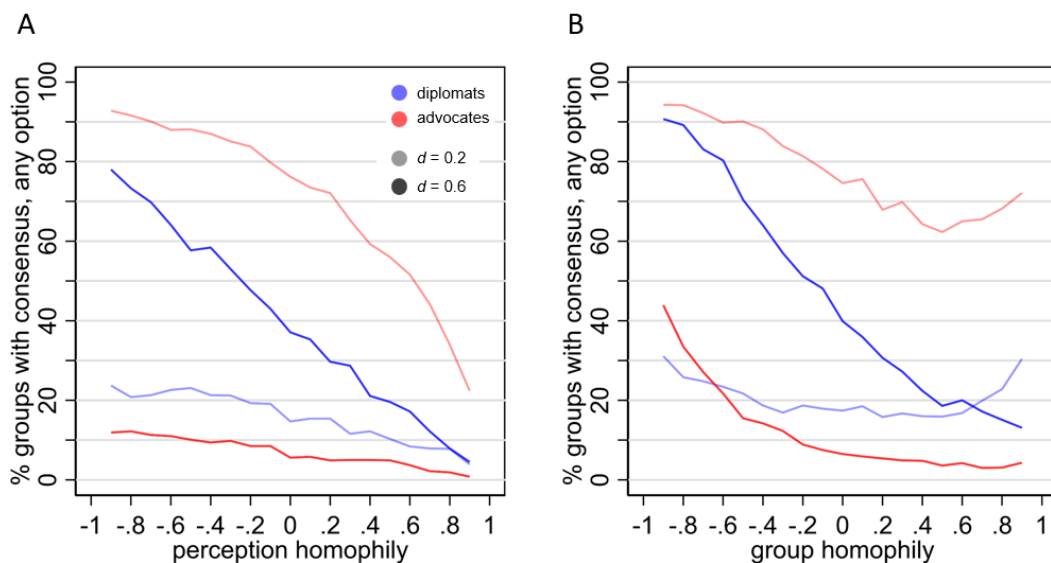 A
B
% groups with consensus, any option
100
80
60
40
20
0
diplomats
advocates
d = 0.2
d = 0.6
-1 -.8 -.6 -.4 -.2 0 .2 .4 .6 .8 1
perception homophily
% groups with consensus, any option
100
80
60
40
20
0
-1 -.8 -.6 -.4 -.2 0 .2 .4 .6 .8 1
group homophily